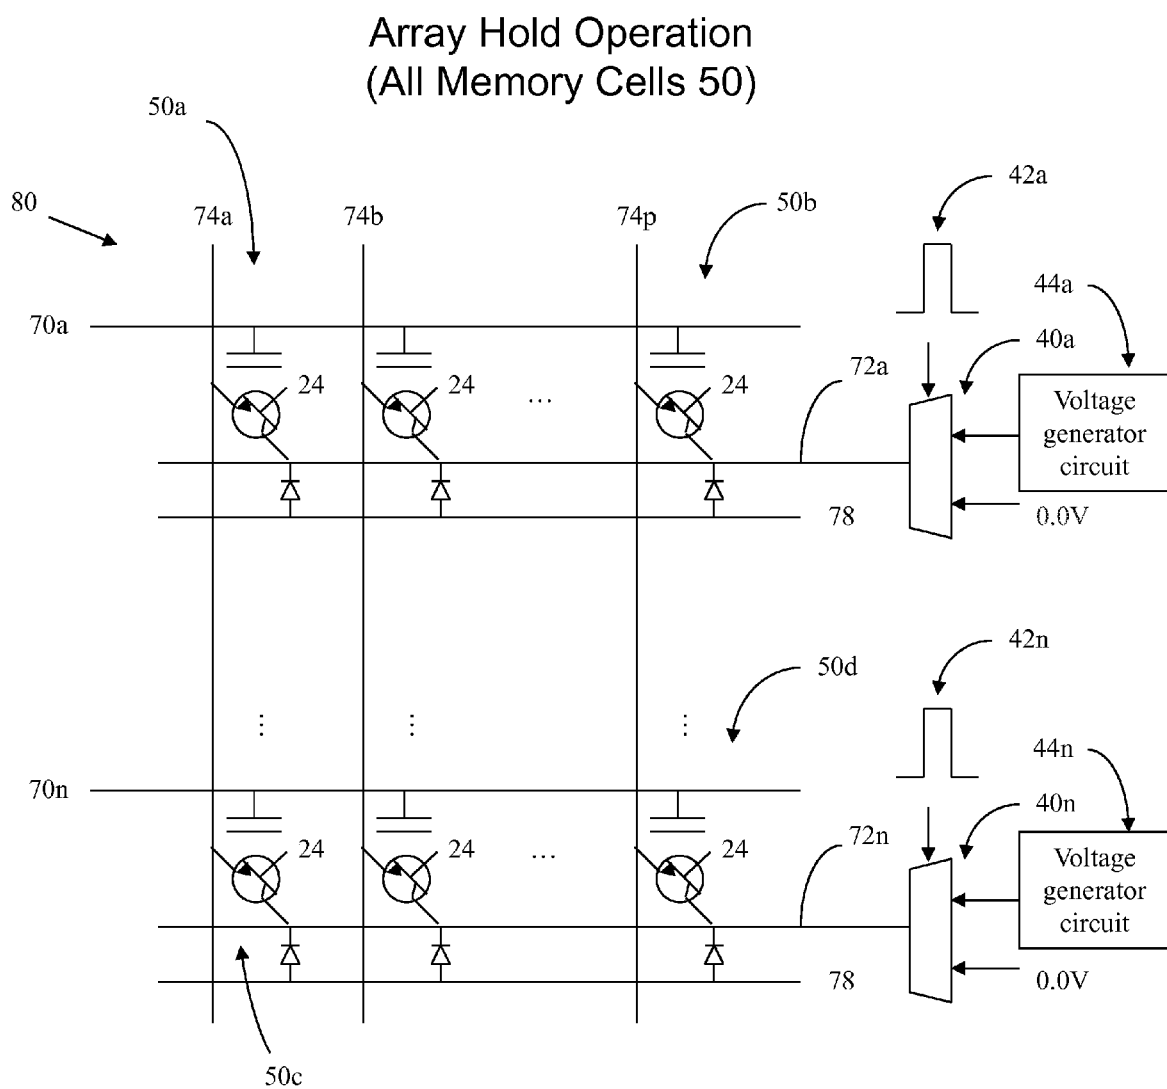 Array Hold Operation
(All Memory Cells 50)
50a
80
74a
74b
74p
50b
42a
44a
70a
40a
72a
24
24
24
...
Voltage
generator
circuit
78
0.0V
42n
50d
...
...
...
44n
70n
40n
72n
24
24
24
...
Voltage
generator
circuit
78
0.0V
50c